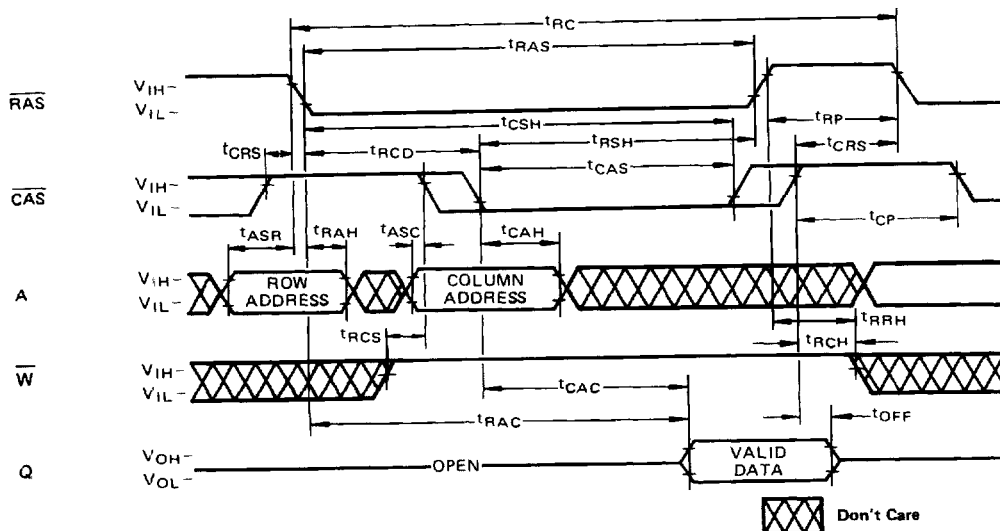 tRC
tRAS
RAS
VIH-
VIL-
tCSH
tRP
tCRS
tRCD
tRSH
tCRS
tCAS
CAS
VIH-
VIL-
tCP
tASR
tRAH
tASC
tCAH
A
VIH-
VIL-
ROW ADDRESS
COLUMN ADDRESS
tRRH
tRCS
tRCH
W
VIH-
VIL-
tCAC
tOFF
tRAC
Q
VOH-
VOL-
OPEN
VALID DATA
Don't Care